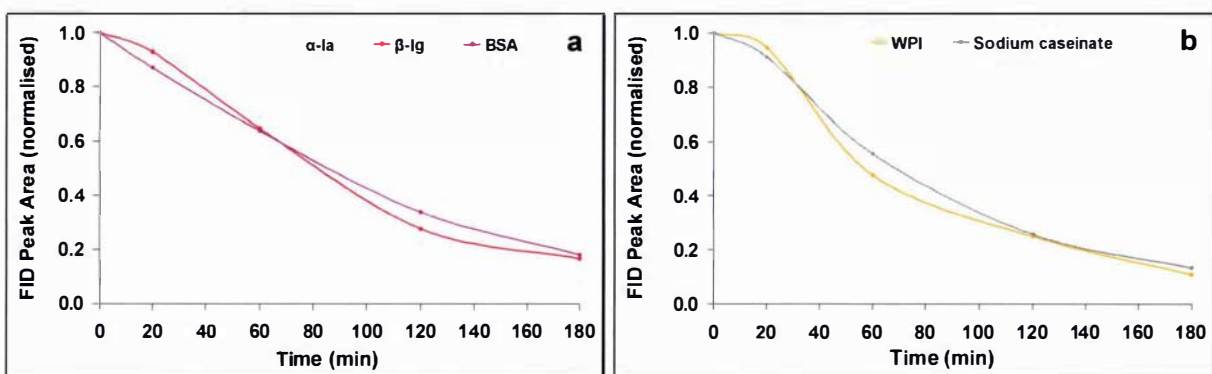 α-la β-lg BSA a
FID Peak Area (normalised)
1.0
0.8
0.6
0.4
0.2
0.0
0 20 40 60 80 100 120 140 160 180
Time (min)
WPI Sodium caseinate b
FID Peak Area (normalised)
1.0
0.8
0.6
0.4
0.2
0.0
0 20 40 60 80 100 120 140 160 180
Time (min)